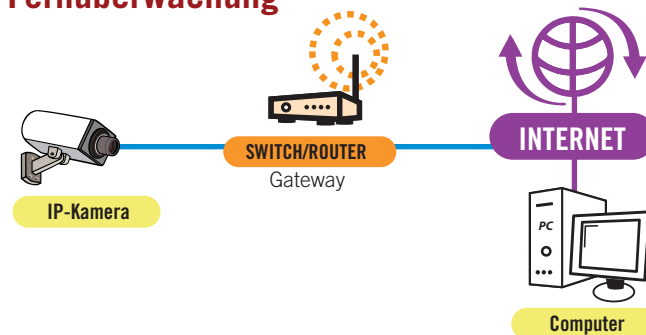 Fernüberwachung
INTERNET
SWITCH/ROUTER
Gateway
IP-Kamera
PC
Computer